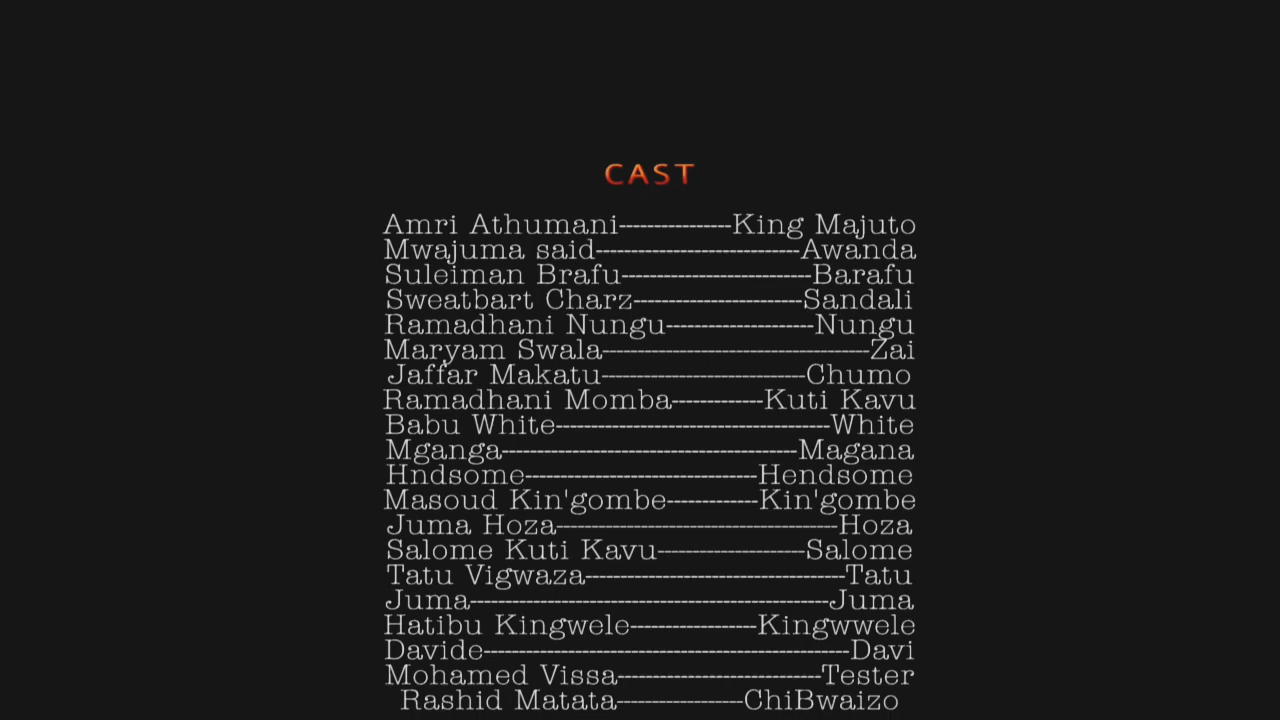 CAST
Amri Athumani----------------King Majuto
Mwajuma said-----------------------------Awanda
Suleiman Brafu---------------------------Barafu
Sweatbart Charz------------------------Sandali
Ramadhani Nungu---------------------Nungu
Maryam Swala--------------------------------------Zai
Jaffar Makatu-----------------------------Chumo
Ramadhani Momba-------------Kuti Kavu
Babu White---------------------------------------White
Mganga------------------------------------------Magana
Hndsome---------------------------------Hendsome
Masoud Kin'gombe-------------Kin'gombe
Juma Hoza----------------------------------------Hoza
Salome Kuti Kavu---------------------Salome
Tatu Vigwaza-------------------------------------Tatu
Juma---------------------------------------------------Juma
Hatibu Kingwele------------------Kingwwele
Davide----------------------------------------------------Davi
Mohamed Vissa-----------------------------Tester
Rashid Matata------------------ChiBwaizo